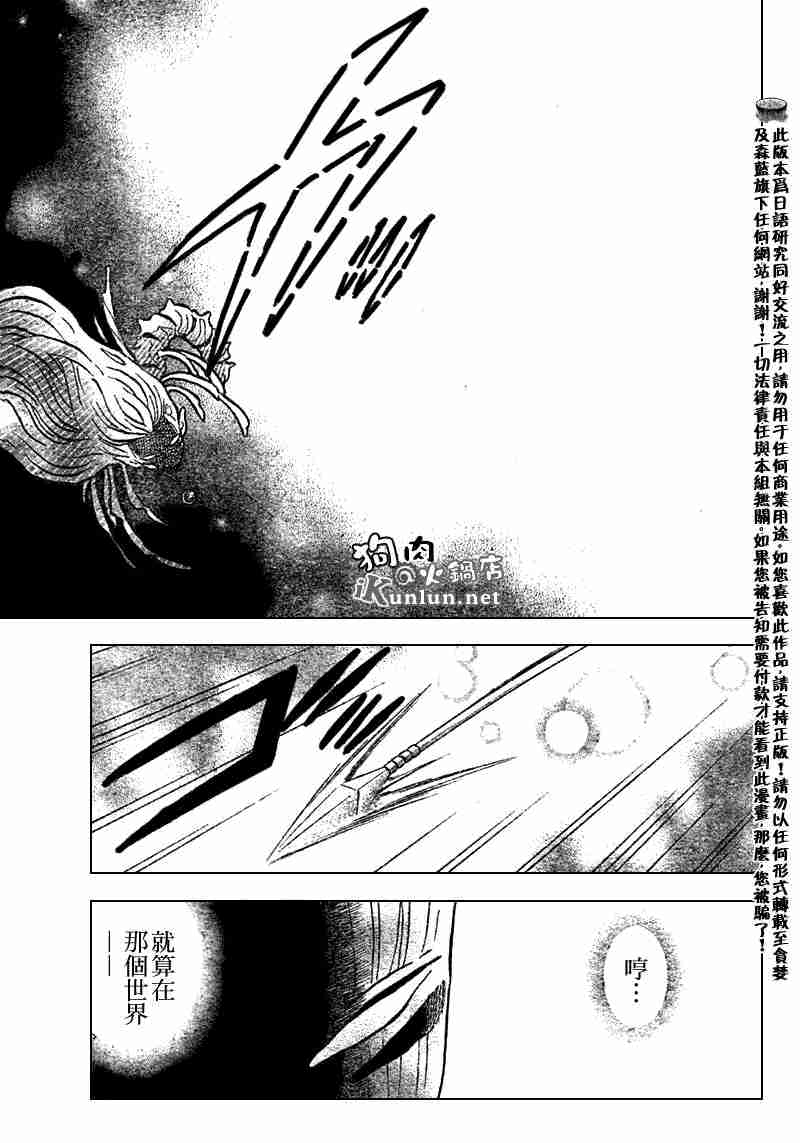 此版本爲日語研究同好交流之用，請勿用于任何商業用途。如您喜歡此作品，請支持正版！請勿以任何形式轉載至貪婪
及森藍旗下任何網站，謝謝！一切法律責任與本組無關。如果您被告知需要付款才能看到此漫畫，那麼，您被騙了！
狗肉
の火鍋店
iKunlun.net
哼…
就算在
那個世界
——